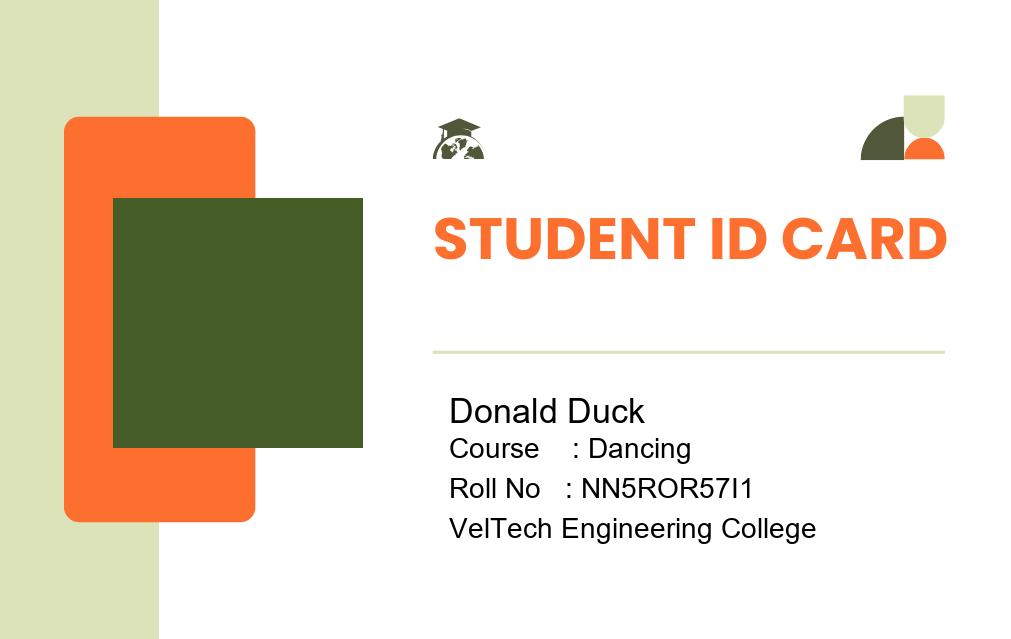 STUDENT ID CARD
Donald Duck
Course : Dancing
Roll No : NN5ROR57I1
VelTech Engineering College